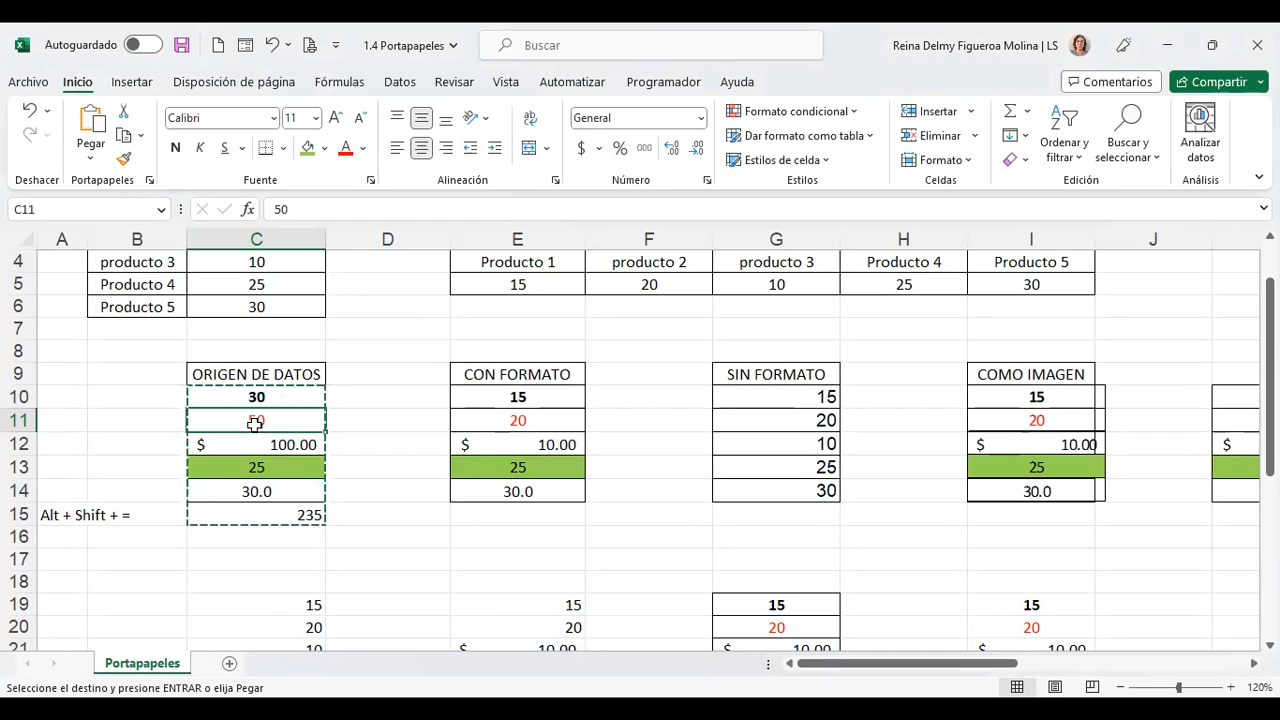 Autoguardado
1.4 Portapapeles
Buscar
Reina Delmy Figueroa Molina | LS
Archivo Inicio Insertar Disposición de página Fórmulas Datos Revisar Vista Automatizar Programador Ayuda
Comentarios Compartir
Pegar
Calibri 11
N K S
General
$ % 000
Formato condicional
Dar formato como tabla
Estilos de celda
Insertar
Eliminar
Formato
Ordenary filtrar
Buscar y seleccionar
Analizar datos
Deshacer Portapapeles Fuente Alineación Número Estilos Celdas Edición Análisis
C11 fx 50
A B C D E F G H I J
4 producto 3 10 Producto 1 producto 2 producto 3 Producto 4 Producto 5
5 Producto 4 25 15 20 10 25 30
6 Producto 5 30
7
8
9 ORIGEN DE DATOS CON FORMATO SIN FORMATO COMO IMAGEN
10 30 15 15 15
11 50 20 20 20
12 $ 100.00 $ 10.00 10 $ 10.00 $
13 25 25 25 25
14 30.0 30.0 30 30.0
15 Alt + Shift + = 235
16
17
18
19 15 15 15 15
20 20 20 20 20
21 10 $ 10.00 $ 10.00 $ 10.00
Portapapeles
Seleccione el destino y presione ENTRAR o elija Pegar
120%